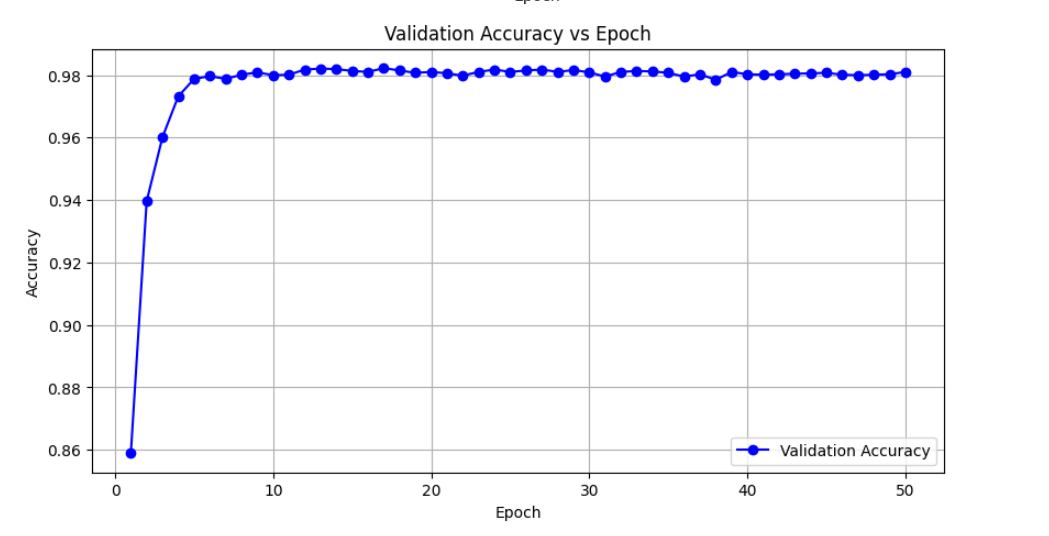 Epoch
Validation Accuracy vs Epoch
0.98
0.96
0.94
0.92
0.90
0.88
0.86
Accuracy
Validation Accuracy
0 10 20 30 40 50
Epoch